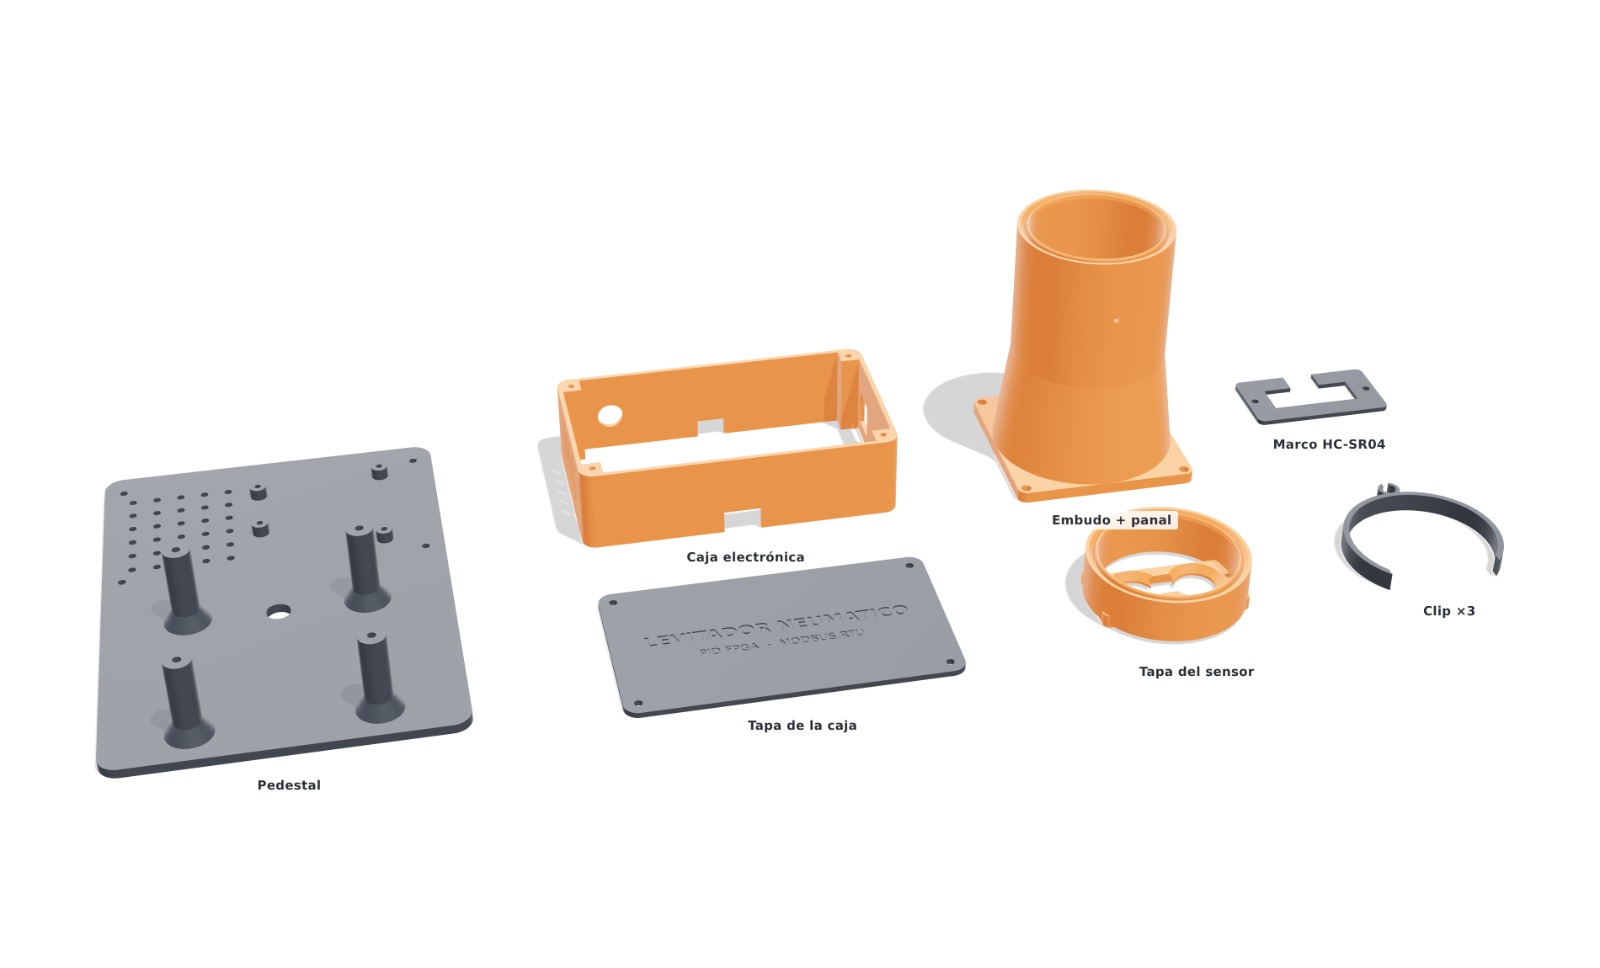 Marco HC-SR04
Embudo + panal
Caja electrónica
LEVITADOR NEUMATICO
PID FPGA - MODBUS RTU
Clip ×3
Tapa del sensor
Tapa de la caja
Pedestal